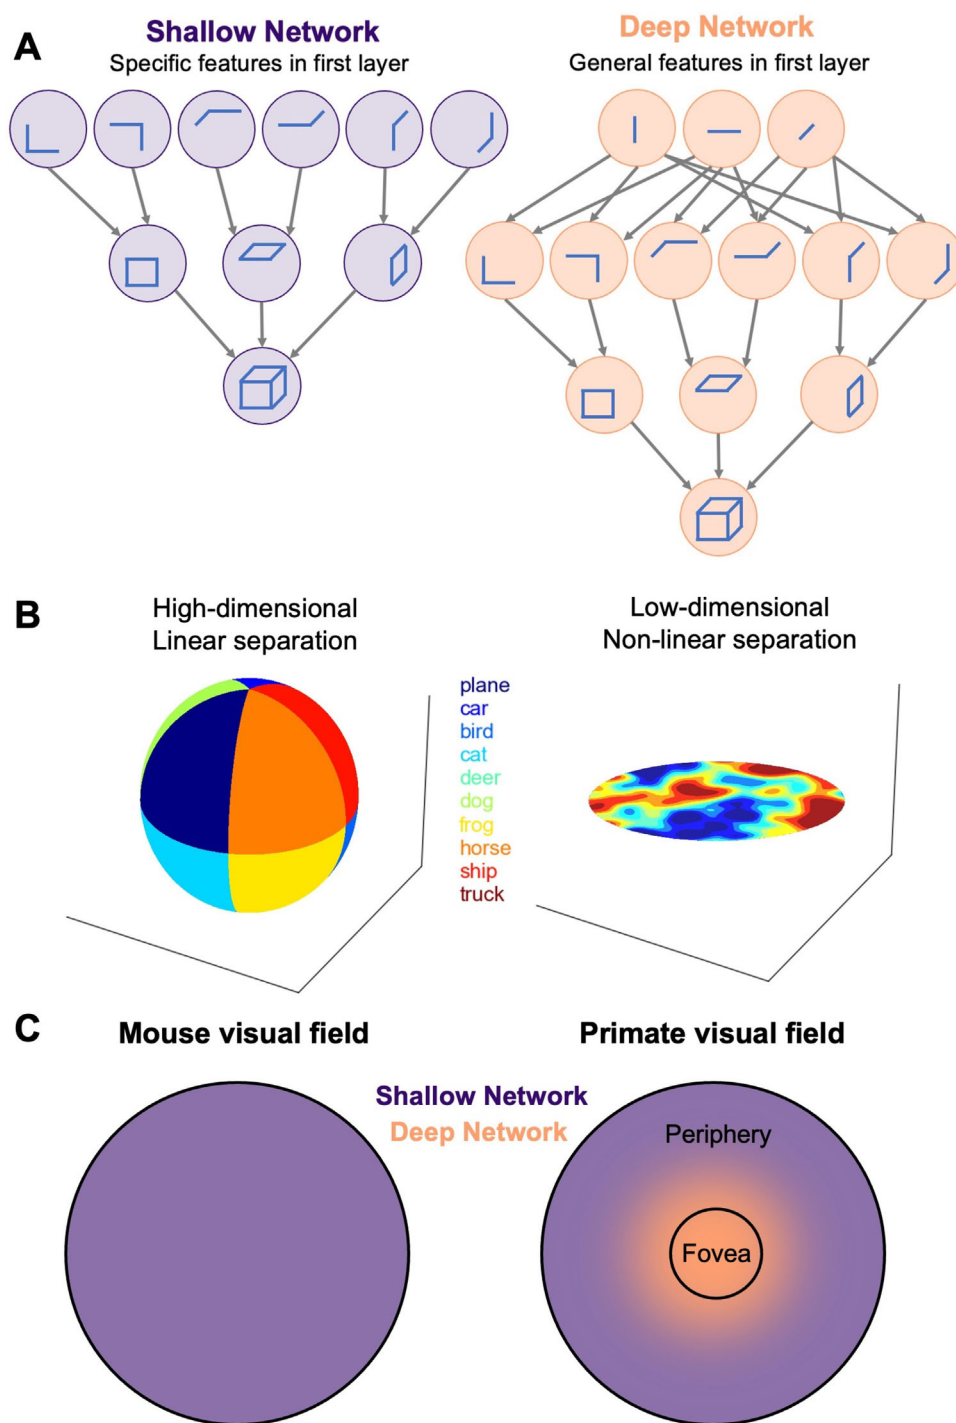 A
Shallow Network
Specific features in first layer
Deep Network
General features in first layer
B
High-dimensional
Linear separation
Low-dimensional
Non-linear separation
plane
car
bird
cat
deer
dog
frog
horse
ship
truck
C
Mouse visual field
Primate visual field
Shallow Network
Deep Network
Periphery
Fovea